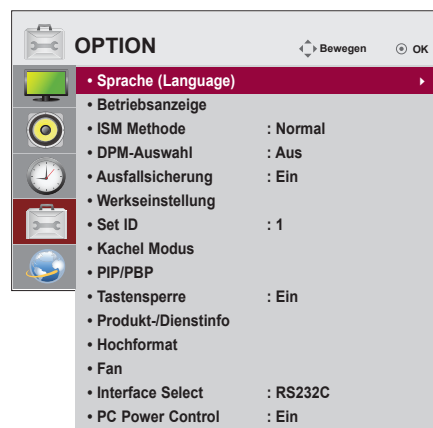 OPTION Bewegen OK
• Sprache (Language)
• Betriebsanzeige
• ISM Methode : Normal
• DPM-Auswahl : Aus
• Ausfallsicherung : Ein
• Werkseinstellung
• Set ID : 1
• Kachel Modus
• PIP/PBP
• Tastensperre : Ein
• Produkt-/Dienstinfo
• Hochformat
• Fan
• Interface Select : RS232C
• PC Power Control : Ein